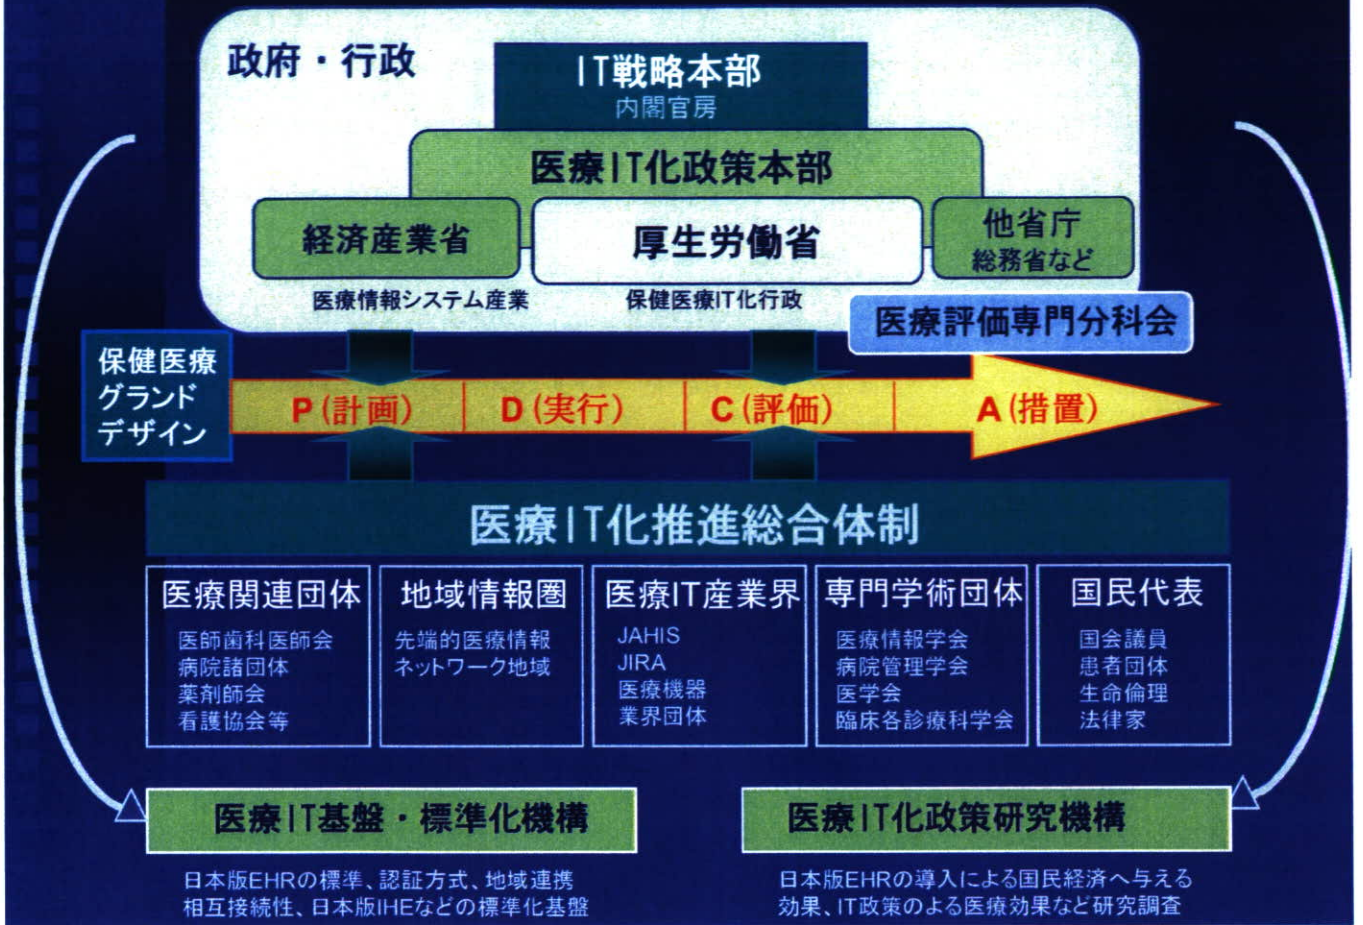 政府・行政
IT戦略本部
内閣官房
医療IT化政策本部
経済産業省
厚生労働省
他省庁
総務省など
医療情報システム産業
保健医療IT化行政
医療評価専門分科会
保健医療
グランド
デザイン
P(計画)
D(実行)
C(評価)
A(措置)
医療IT化推進総合体制
医療関連団体
医師歯科医師会
病院諸団体
薬剤師会
看護協会等
地域情報圏
先端的医療情報
ネットワーク地域
医療IT産業界
JAHIS
JIRA
医療機器
業界団体
専門学術団体
医療情報学会
病院管理学会
医学会
臨床各診療科学会
国民代表
国会議員
患者団体
生命倫理
法律家
医療IT基盤・標準化機構
日本版EHRの標準、認証方式、地域連携
相互接続性、日本版IHEなどの標準化基盤
医療IT化政策研究機構
日本版EHRの導入による国民経済へ与える
効果、IT政策のよる医療効果など研究調査